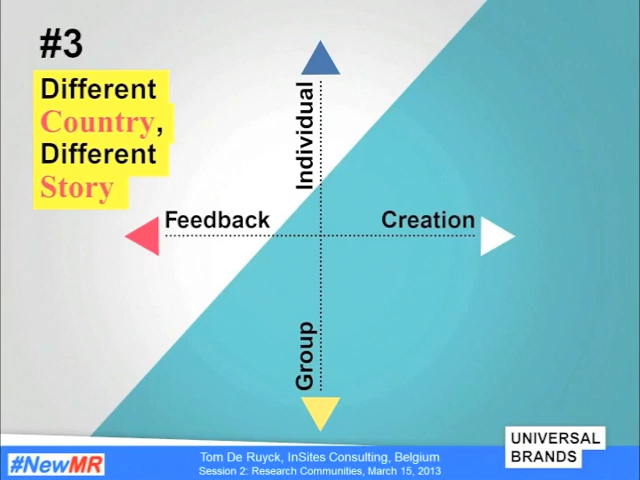 #3
Different
Country,
Different
Story
Individual
Feedback
Creation
Group
UNIVERSAL
BRANDS
#NewMR
Tom De Ruyck, InSites Consulting, Belgium
Session 2: Research Communities, March 15, 2013